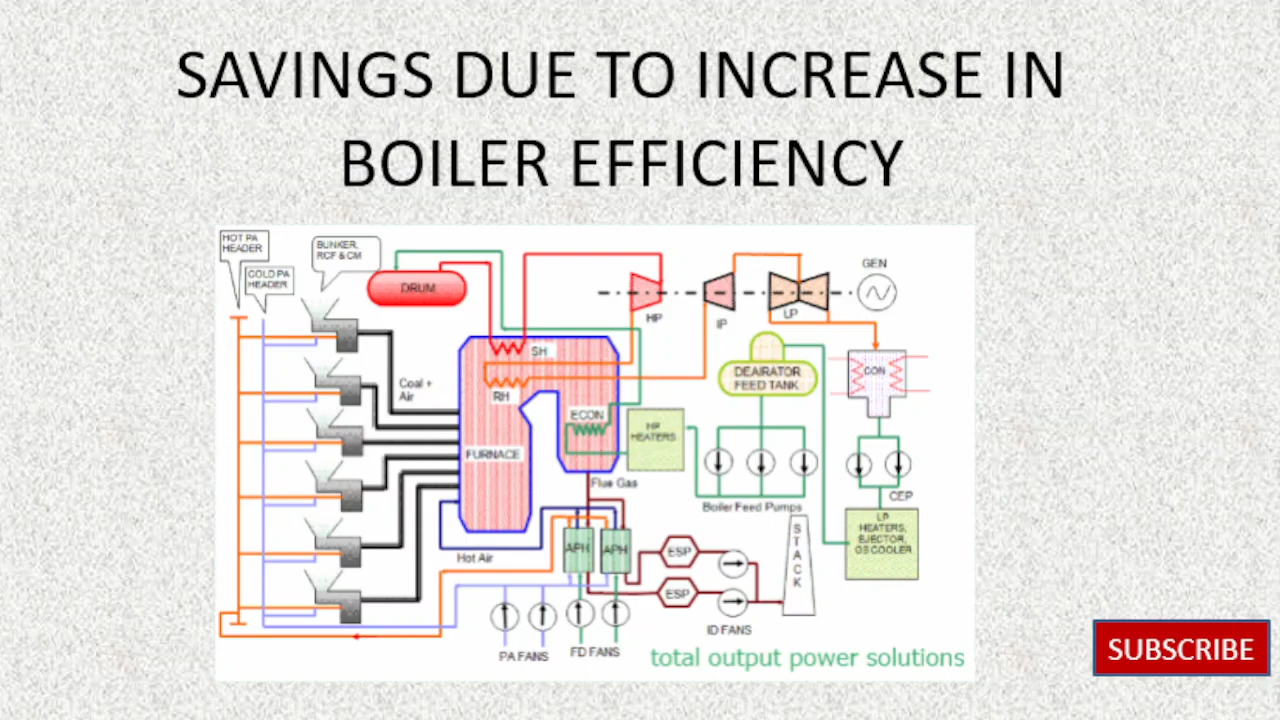 SAVINGS DUE TO INCREASE IN
BOILER EFFICIENCY
HOT PA
HEADER
COLD PA
HEADER
BUNKER,
RCF & CM
DRUM
HP
IP
LP
GEN
SH
RH
CON
DEAIRATOR
FEED TANK
Coal +
Air
ECON
HP
HEATERS
FURNACE
Flue Gas
Boiler Feed Pumps
CEP
LP
HEATERS,
EJECTOR,
GS COOLER
S
T
A
C
K
Hot Air
APH
APH
ESP
ESP
ID FANS
PA FANS
FD FANS
total output power solutions
SUBSCRIBE